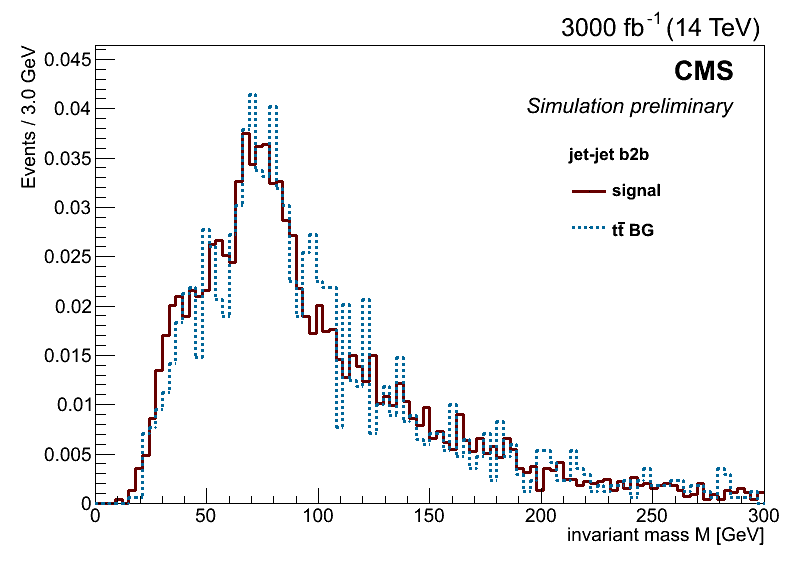 3000 fb⁻¹ (14 TeV)
Events / 3.0 GeV
CMS
Simulation preliminary
jet-jet b2b
signal
tt̄ BG
0.045
0.04
0.035
0.03
0.025
0.02
0.015
0.01
0.005
0
0 50 100 150 200 250 300
invariant mass M [GeV]